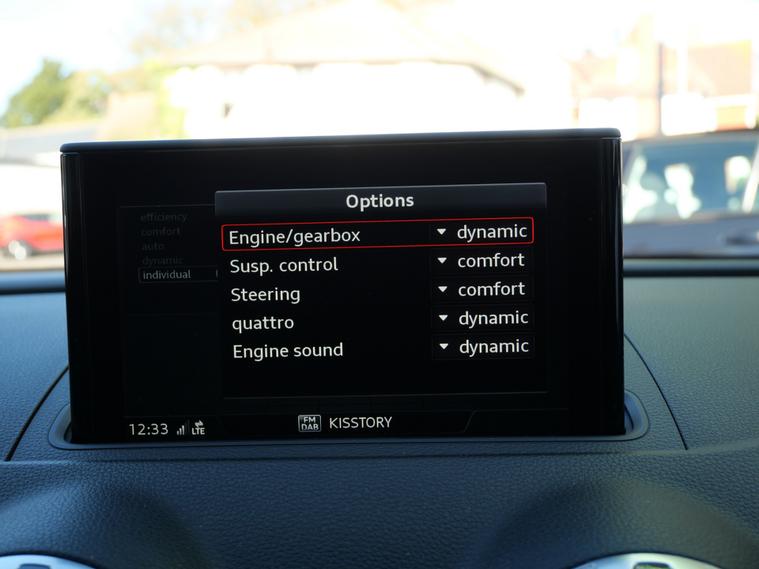 Options
efficiency
comfort
auto
dynamic
individual
Engine/gearbox dynamic
Susp. control comfort
Steering comfort
quattro dynamic
Engine sound dynamic
12:33 LTE FM DAB KISSTORY